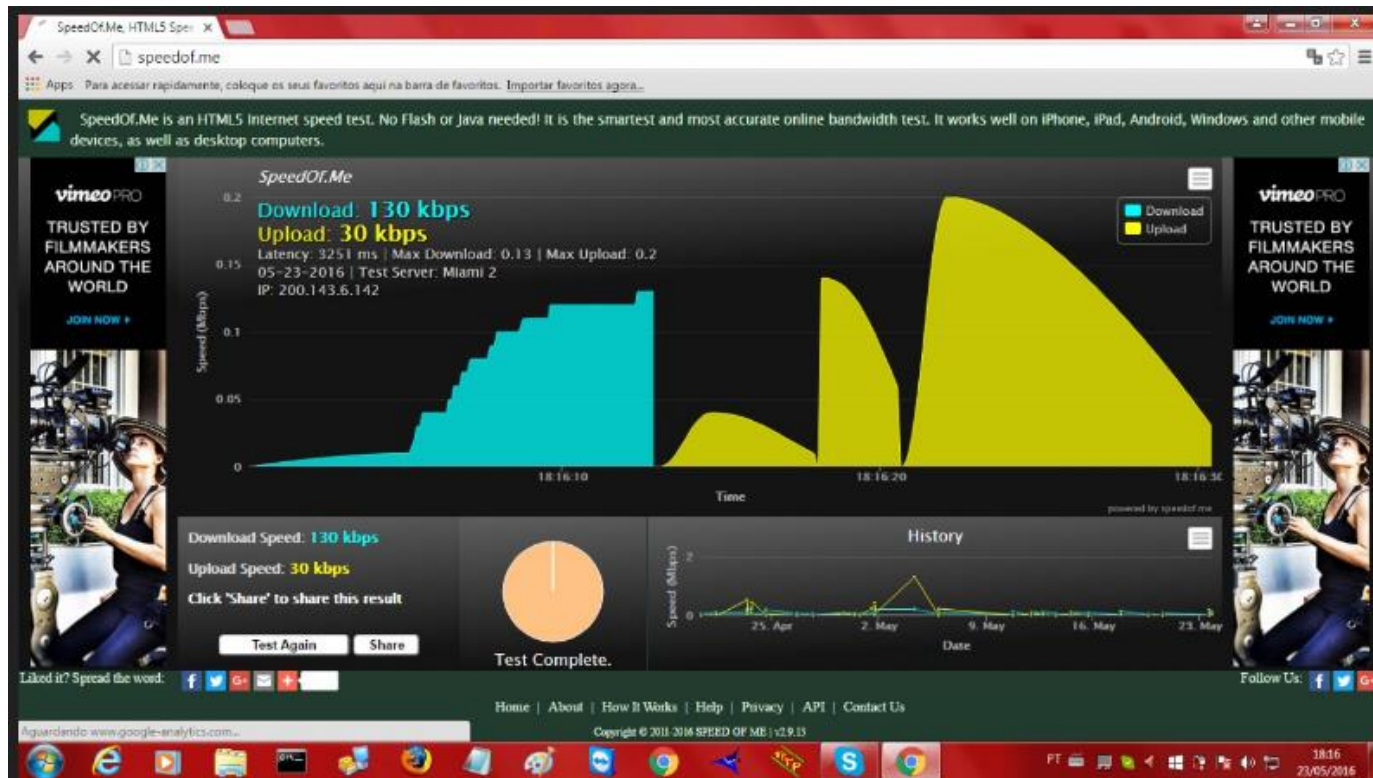 SpeedOf.Me, HTML5 Spee
speedof.me
Apps Para acessar rapidamente, coloque os seus favoritos aqui na barra de favoritos. Importar favoritos agora...
SpeedOf.Me is an HTML5 Internet speed test. No Flash or Java needed! It is the smartest and most accurate online bandwidth test. It works well on iPhone, iPad, Android, Windows and other mobile
devices, as well as desktop computers.
vimeo PRO
TRUSTED BY
FILMMAKERS
AROUND THE
WORLD
JOIN NOW
SpeedOf.Me
Download: 130 kbps
Upload: 30 kbps
Latency: 3251 ms | Max Download: 0.13 | Max Upload: 0.2
05-23-2016 | Test Server: Miami 2
IP: 200.143.6.142
Download
Upload
Speed (Mbps)
0.2
0.15
0.1
0.05
0
18:16:10 18:16:20 18:16:30
Time
powered by speedof.me
vimeo PRO
TRUSTED BY
FILMMAKERS
AROUND THE
WORLD
JOIN NOW
Download Speed: 130 kbps
Upload Speed: 30 kbps
Click 'Share' to share this result
Test Again Share
Test Complete.
History
Speed (Mbps)
2
0
25. Apr 2. May 9. May 16. May 23. May
Date
Liked it? Spread the word:
Follow Us:
Home | About | How It Works | Help | Privacy | API | Contact Us
Copyright © 2011-2016 SPEED OF ME | v2.9.13
Aguardando www.google-analytics.com...
PT
18:16
23/05/2016